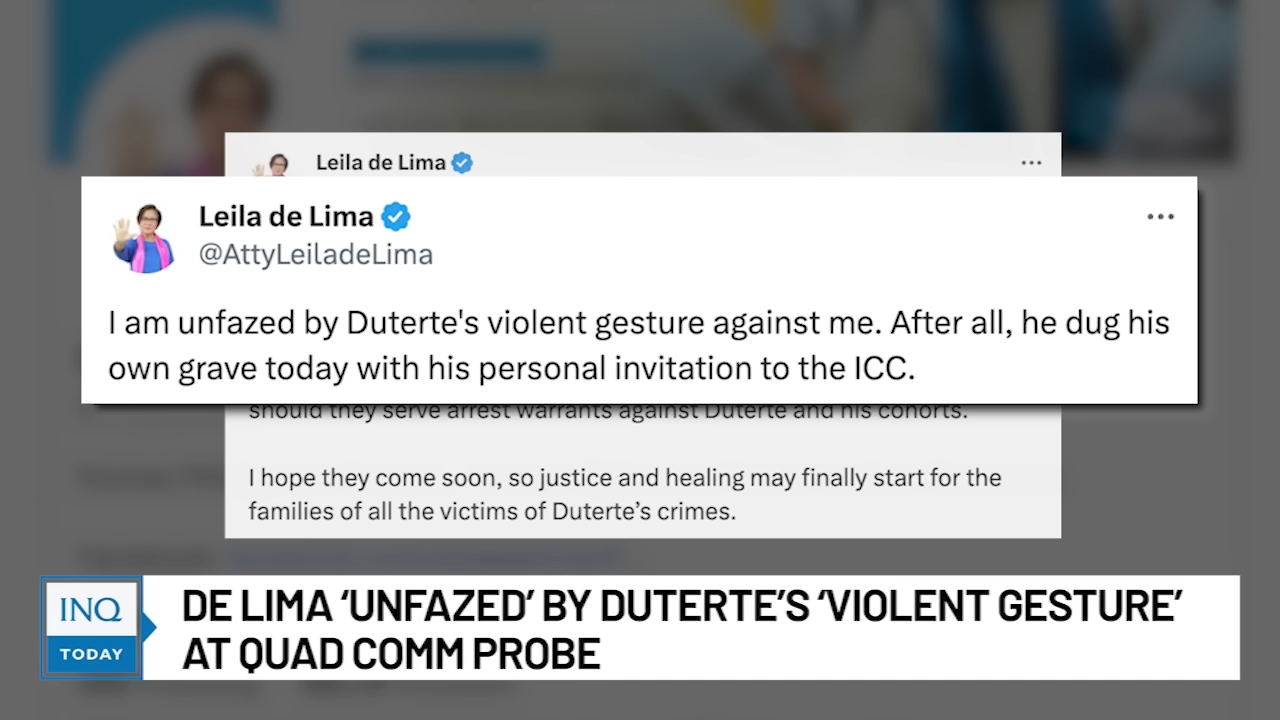 Leila de Lima
Leila de Lima
@AttyLeiladeLima
I am unfazed by Duterte's violent gesture against me. After all, he dug his
own grave today with his personal invitation to the ICC.
should they serve arrest warrants against Duterte and his cohorts.
I hope they come soon, so justice and healing may finally start for the
families of all the victims of Duterte’s crimes.
INQ
TODAY
DE LIMA ‘UNFAZED’ BY DUTERTE’S ‘VIOLENT GESTURE’
AT QUAD COMM PROBE